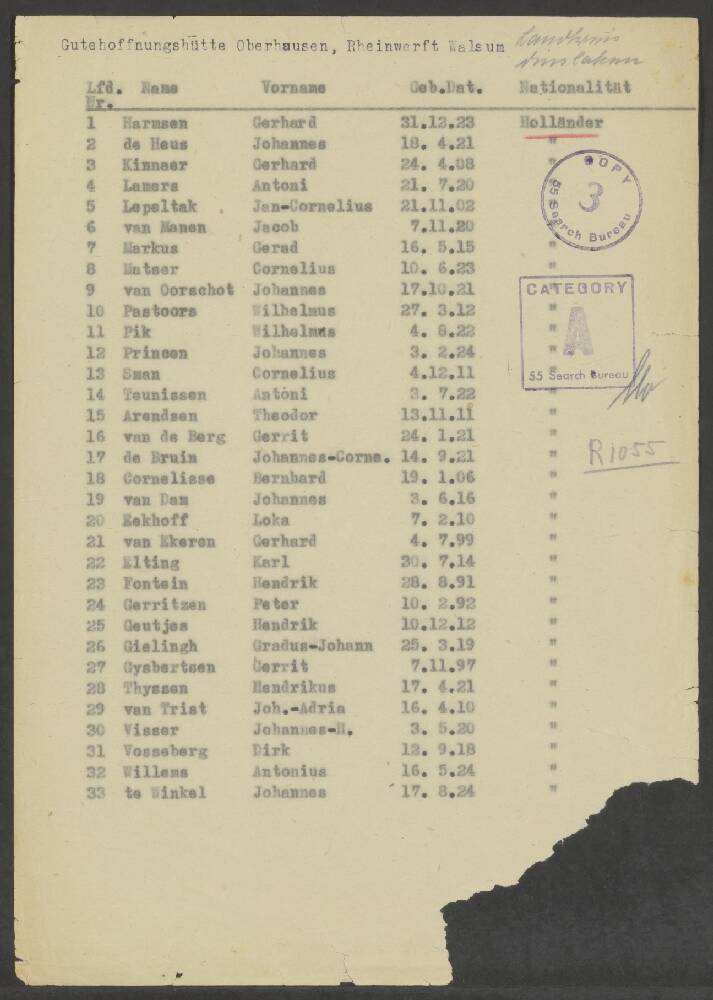 Gutehoffnungshütte Oberhausen, Rheinwerft Walsum
Landkreis
Dinslaken
Lfd. Name Vorname Geb.Dat. Nationalität
Nr.
1 Harmsen Gerhard 31.12.23 Holländer
2 de Heus Johannes 18. 4.21 "
3 Kinnaer Gerhard 24. 4.08 "
4 Lamers Antoni 21. 7.20 "
5 Lepeltak Jan-Cornelius 21.11.02 "
6 van Manen Jacob 7.11.20 "
7 Markus Gerad 16. 5.15 "
8 Cornelius 10. 6.23 "
9 van Oorschot Johannes 17.10.21 "
10 Pastoors Wilhelmus 27. 3.12 "
11 Pik Wilhelmus 4. 8.22 "
12 Princen Johannes 3. 2.24 "
13 Sman Cornelius 4.12.11 "
14 Teunissen Antoni 3. 7.22 "
15 Arendsen Theodor 13.11.11 "
16 van de Berg Gerrit 24. 1.21 "
17 de Bruin Johannes-Corne. 14. 9.21 "
18 Cornelisse Bernhard 19. 1.06 "
19 van Dam Johannes 3. 6.16 "
20 Eekhoff Loka 7. 2.10 "
21 van Ekeren Gerhard 4. 7.99 "
22 Elting Karl 30. 7.14 "
23 Fontein Hendrik 28. 8.91 "
24 Gerritzen Peter 10. 2.92 "
25 Geutjes Hendrik 10.12.12 "
26 Gielingh Gradus-Johann 25. 3.19 "
27 Gysbertsen Gerrit 7.11.97 "
28 Thyssen Hendrikus 17. 4.21 "
29 van Trist Joh.-Adria 16. 4.10 "
30 Visser Johannes-H. 3. 5.20 "
31 Vosseberg Dirk 12. 9.18 "
32 Willems Antonius 16. 5.24 "
33 te Winkel Johannes 17. 8.24 "
COPY
3
55 Search Bureau
CATEGORY
A
55 Search Bureau
R1055